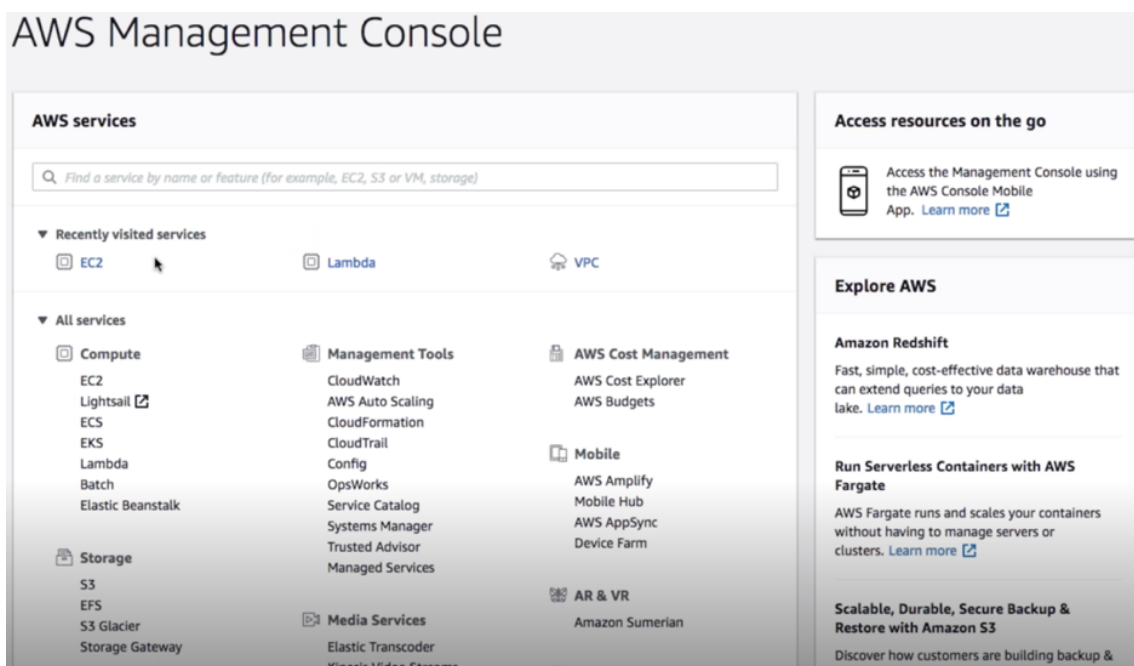 AWS Management Console
AWS services
Find a service by name or feature (for example, EC2, S3 or VM, storage)
Recently visited services
EC2
Lambda
VPC
All services
Compute
EC2
Lightsail
ECS
EKS
Lambda
Batch
Elastic Beanstalk
Storage
S3
EFS
S3 Glacier
Storage Gateway
Management Tools
CloudWatch
AWS Auto Scaling
CloudFormation
CloudTrail
Config
OpsWorks
Service Catalog
Systems Manager
Trusted Advisor
Managed Services
Media Services
Elastic Transcoder
Kinesis Video Streams
AWS Cost Management
AWS Cost Explorer
AWS Budgets
Mobile
AWS Amplify
Mobile Hub
AWS AppSync
Device Farm
AR & VR
Amazon Sumerian
Access resources on the go
Access the Management Console using
the AWS Console Mobile
App. Learn more
Explore AWS
Amazon Redshift
Fast, simple, cost-effective data warehouse that
can extend queries to your data
lake. Learn more
Run Serverless Containers with AWS
Fargate
AWS Fargate runs and scales your containers
without having to manage servers or
clusters. Learn more
Scalable, Durable, Secure Backup &
Restore with Amazon S3
Discover how customers are building backup &